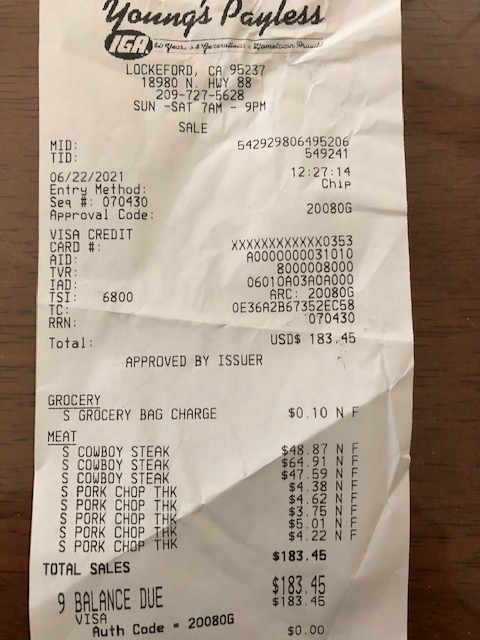 Young's Payless
IGA
LOCKEFORD, CA 95237
18980 N. HWY 88
209-727-5628
SUN -SAT 7AM - 9PM
SALE
MID: 542929806495206
TID: 549241
06/22/2021 12:27:14
Entry Method: Chip
Seq #: 070430
Approval Code: 20080G
VISA CREDIT
CARD #: XXXXXXXXXXXX0353
AID: A0000000031010
TVR: 8000008000
IAD: 06010A03A0A000
TSI: 6800 ARC: 20080G
TC: 0E36A2B67352EC58
RRN: 070430
Total: USD$ 183.45
APPROVED BY ISSUER
GROCERY
S GROCERY BAG CHARGE $0.10 N F
MEAT
S COWBOY STEAK $48.87 N F
S COWBOY STEAK $64.91 N F
S COWBOY STEAK $47.59 N F
S PORK CHOP THK $4.38 N F
S PORK CHOP THK $4.62 N F
S PORK CHOP THK $3.75 N F
S PORK CHOP THK $5.01 N F
S PORK CHOP THK $4.22 N F
TOTAL SALES $183.45
9 BALANCE DUE $183.45
VISA $183.45
Auth Code = 20080G
$0.00